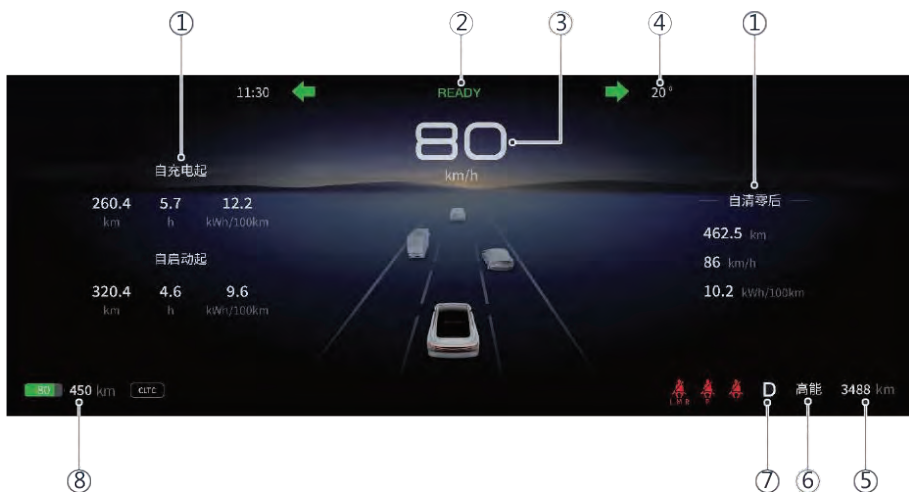 ① ② ③ ④ ①
11:30 READY 20°
80
km/h
自充电起
260.4 5.7 12.2
km h kWh/100km
自启动起
320.4 4.6 9.6
km h kWh/100km
自清零后
462.5 km
86 km/h
10.2 kWh/100km
80 450 km CLTC
L M R D 高能 3488 km
⑧ ⑦ ⑥ ⑤